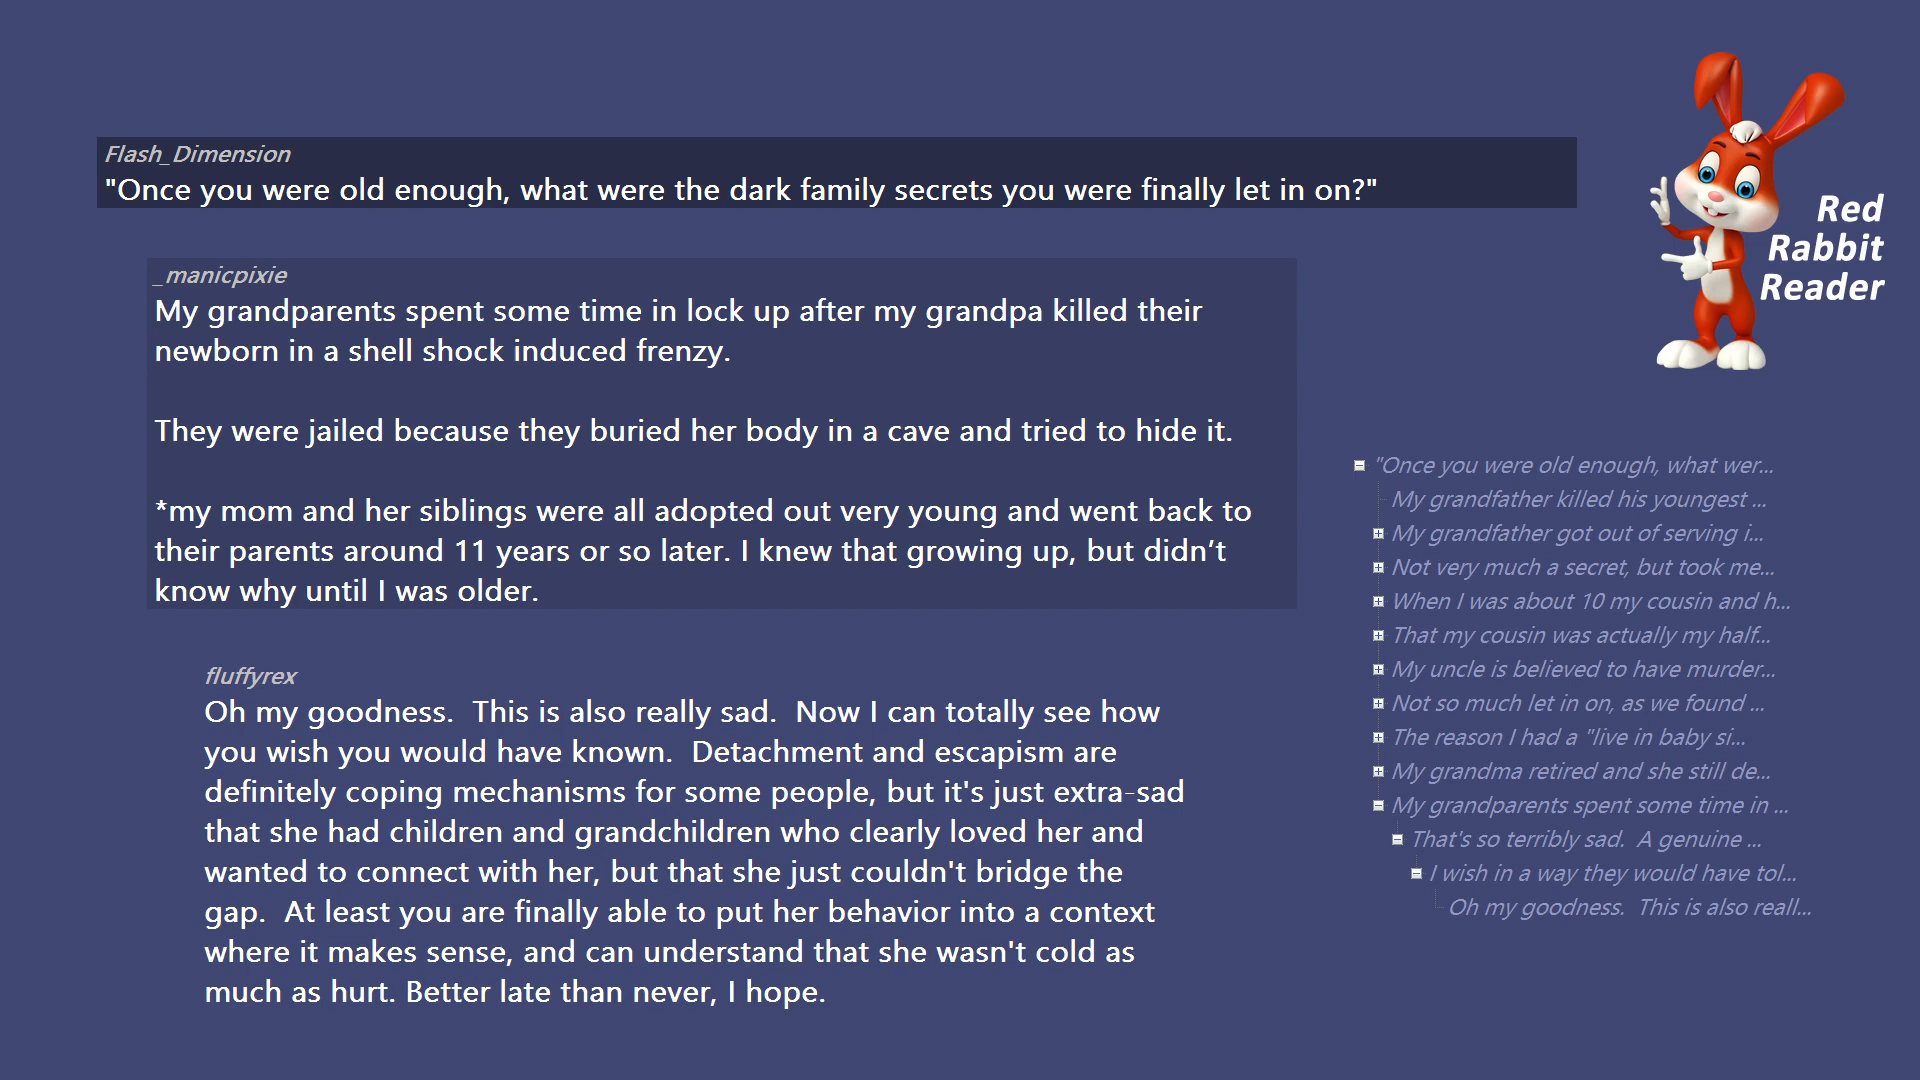 Flash_Dimension
"Once you were old enough, what were the dark family secrets you were finally let in on?"
_manicpixie
My grandparents spent some time in lock up after my grandpa killed their
newborn in a shell shock induced frenzy.
They were jailed because they buried her body in a cave and tried to hide it.
*my mom and her siblings were all adopted out very young and went back to
their parents around 11 years or so later. I knew that growing up, but didn’t
know why until I was older.
fluffyrex
Oh my goodness.  This is also really sad.  Now I can totally see how
you wish you would have known.  Detachment and escapism are
definitely coping mechanisms for some people, but it's just extra-sad
that she had children and grandchildren who clearly loved her and
wanted to connect with her, but that she just couldn't bridge the
gap.  At least you are finally able to put her behavior into a context
where it makes sense, and can understand that she wasn't cold as
much as hurt. Better late than never, I hope.
Red
Rabbit
Reader
"Once you were old enough, what wer...
My grandfather killed his youngest ...
My grandfather got out of serving i...
Not very much a secret, but took me...
When I was about 10 my cousin and h...
That my cousin was actually my half...
My uncle is believed to have murder...
Not so much let in on, as we found ...
The reason I had a "live in baby si...
My grandma retired and she still de...
My grandparents spent some time in ...
That's so terribly sad.  A genuine ...
I wish in a way they would have tol...
Oh my goodness.  This is also reall...